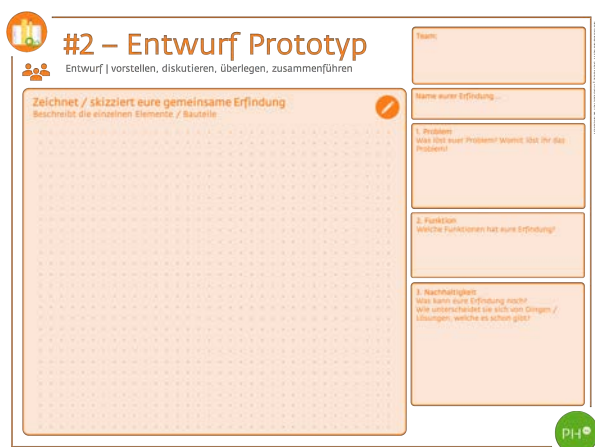 #2 – Entwurf Prototyp
Entwurf | vorstellen, diskutieren, überlegen, zusammenführen
Zeichnet / skizziert eure gemeinsame Erfindung
Beschreibt die einzelnen Elemente / Bauteile
Team:
Name eurer Erfindung...
1. Problem
Was löst euer Problem? Womit löst ihr das
Problem?
2. Funktion
Welche Funktionen hat eure Erfindung?
3. Nachhaltigkeit
Was kann eure Erfindung noch?
Wie unterscheidet sie sich von Dingen /
Lösungen, welche es schon gibt?
PH